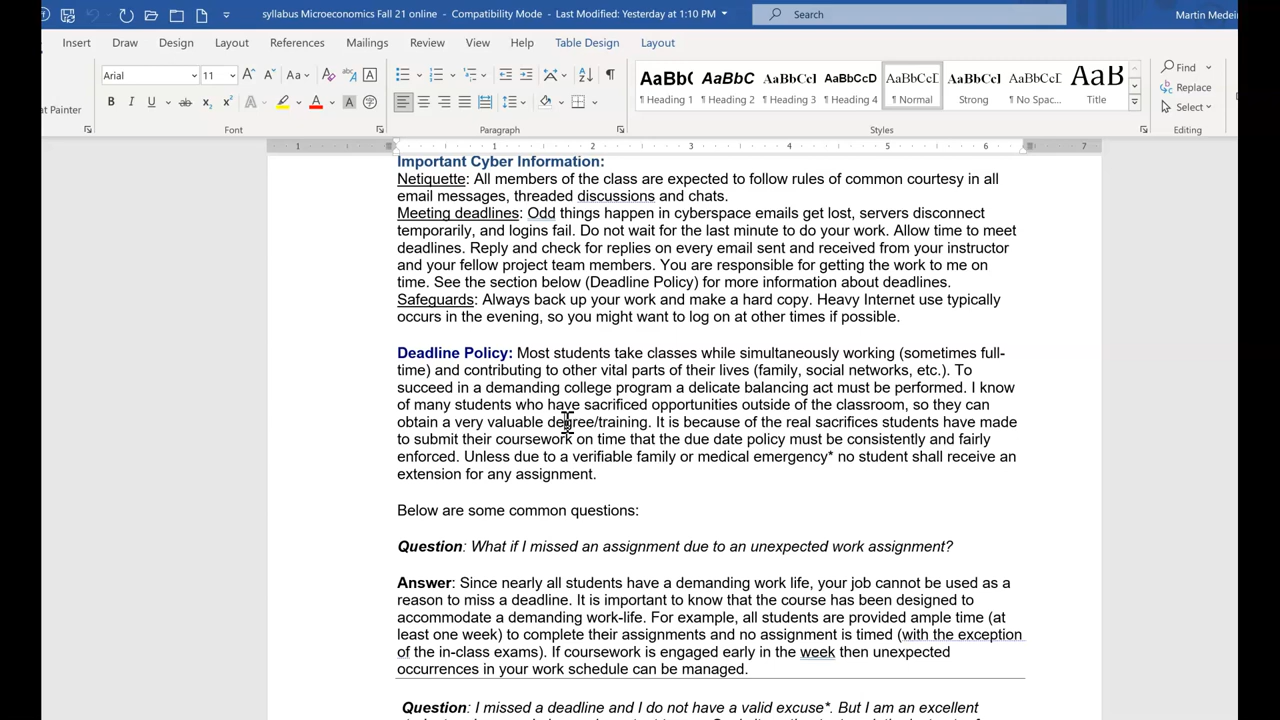 syllabus Microeconomics Fall 21 online - Compatibility Mode - Last Modified: Yesterday at 1:10 PM
Search
Martin Medei
Insert Draw Design Layout References Mailings Review View Help Table Design Layout
at Painter
Arial 11
Font
Paragraph
AaBbC AaBbC AaBbCcI AaBbCcD AaBbCcD AaBbCcD AaBbCcD AaB
Heading 1 Heading 2 Heading 3 Heading 4 Normal Strong No Spac... Title
Styles
Find
Replace
Select
Editing
1 1 2 3 4 5 6 7
Important Cyber Information:
Netiquette: All members of the class are expected to follow rules of common courtesy in all
email messages, threaded discussions and chats.
Meeting deadlines: Odd things happen in cyberspace emails get lost, servers disconnect
temporarily, and logins fail. Do not wait for the last minute to do your work. Allow time to meet
deadlines. Reply and check for replies on every email sent and received from your instructor
and your fellow project team members. You are responsible for getting the work to me on
time. See the section below (Deadline Policy) for more information about deadlines.
Safeguards: Always back up your work and make a hard copy. Heavy Internet use typically
occurs in the evening, so you might want to log on at other times if possible.
Deadline Policy: Most students take classes while simultaneously working (sometimes full-
time) and contributing to other vital parts of their lives (family, social networks, etc.). To
succeed in a demanding college program a delicate balancing act must be performed. I know
of many students who have sacrificed opportunities outside of the classroom, so they can
obtain a very valuable degree/training. It is because of the real sacrifices students have made
to submit their coursework on time that the due date policy must be consistently and fairly
enforced. Unless due to a verifiable family or medical emergency* no student shall receive an
extension for any assignment.
Below are some common questions:
Question: What if I missed an assignment due to an unexpected work assignment?
Answer: Since nearly all students have a demanding work life, your job cannot be used as a
reason to miss a deadline. It is important to know that the course has been designed to
accommodate a demanding work-life. For example, all students are provided ample time (at
least one week) to complete their assignments and no assignment is timed (with the exception
of the in-class exams). If coursework is engaged early in the week then unexpected
occurrences in your work schedule can be managed.
Question: I missed a deadline and I do not have a valid excuse*. But I am an excellent